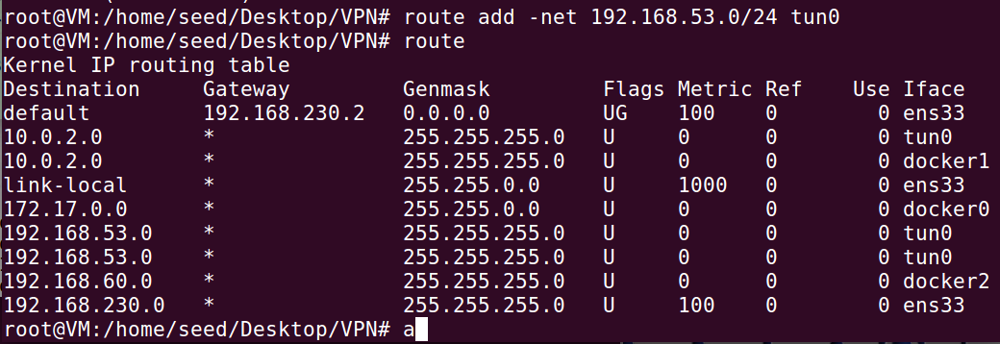 root@VM:/home/seed/Desktop/VPN# route add -net 192.168.53.0/24 tun0
root@VM:/home/seed/Desktop/VPN# route
Kernel IP routing table
Destination     Gateway         Genmask         Flags Metric Ref    Use Iface
default         192.168.230.2   0.0.0.0         UG    100    0        0 ens33
10.0.2.0        *               255.255.255.0   U     0      0        0 tun0
10.0.2.0        *               255.255.255.0   U     0      0        0 docker1
link-local      *               255.255.0.0     U     1000   0        0 ens33
172.17.0.0      *               255.255.0.0     U     0      0        0 docker0
192.168.53.0    *               255.255.255.0   U     0      0        0 tun0
192.168.53.0    *               255.255.255.0   U     0      0        0 tun0
192.168.60.0    *               255.255.255.0   U     0      0        0 docker2
192.168.230.0   *               255.255.255.0   U     100    0        0 ens33
root@VM:/home/seed/Desktop/VPN# a